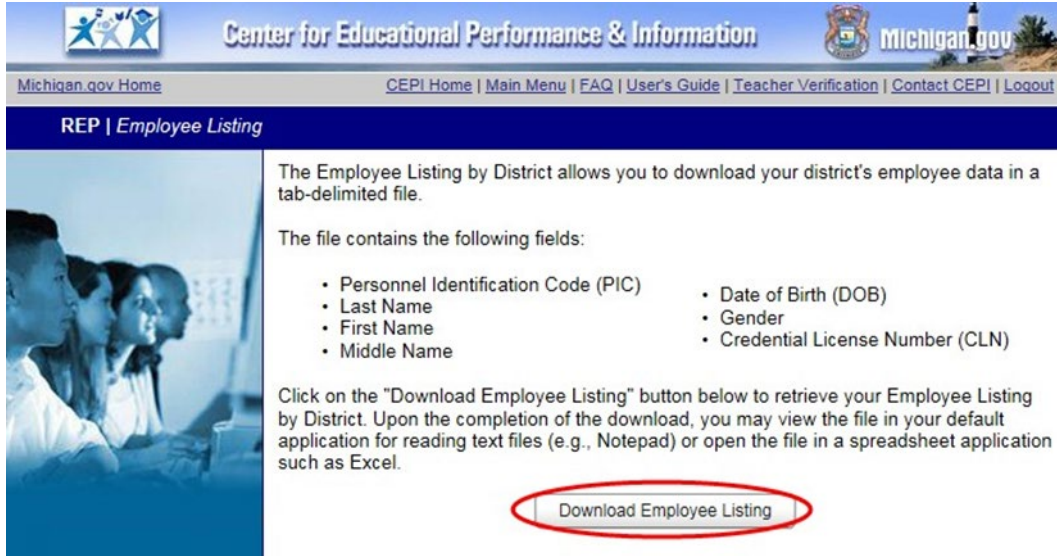 Center for Educational Performance & Information
Michigan.gov
Michigan.gov Home
CEPI Home | Main Menu | FAQ | User's Guide | Teacher Verification | Contact CEPI | Logout
REP | Employee Listing
The Employee Listing by District allows you to download your district's employee data in a
tab-delimited file.
The file contains the following fields:
• Personnel Identification Code (PIC)
• Last Name
• First Name
• Middle Name
• Date of Birth (DOB)
• Gender
• Credential License Number (CLN)
Click on the "Download Employee Listing" button below to retrieve your Employee Listing
by District. Upon the completion of the download, you may view the file in your default
application for reading text files (e.g., Notepad) or open the file in a spreadsheet application
such as Excel.
Download Employee Listing